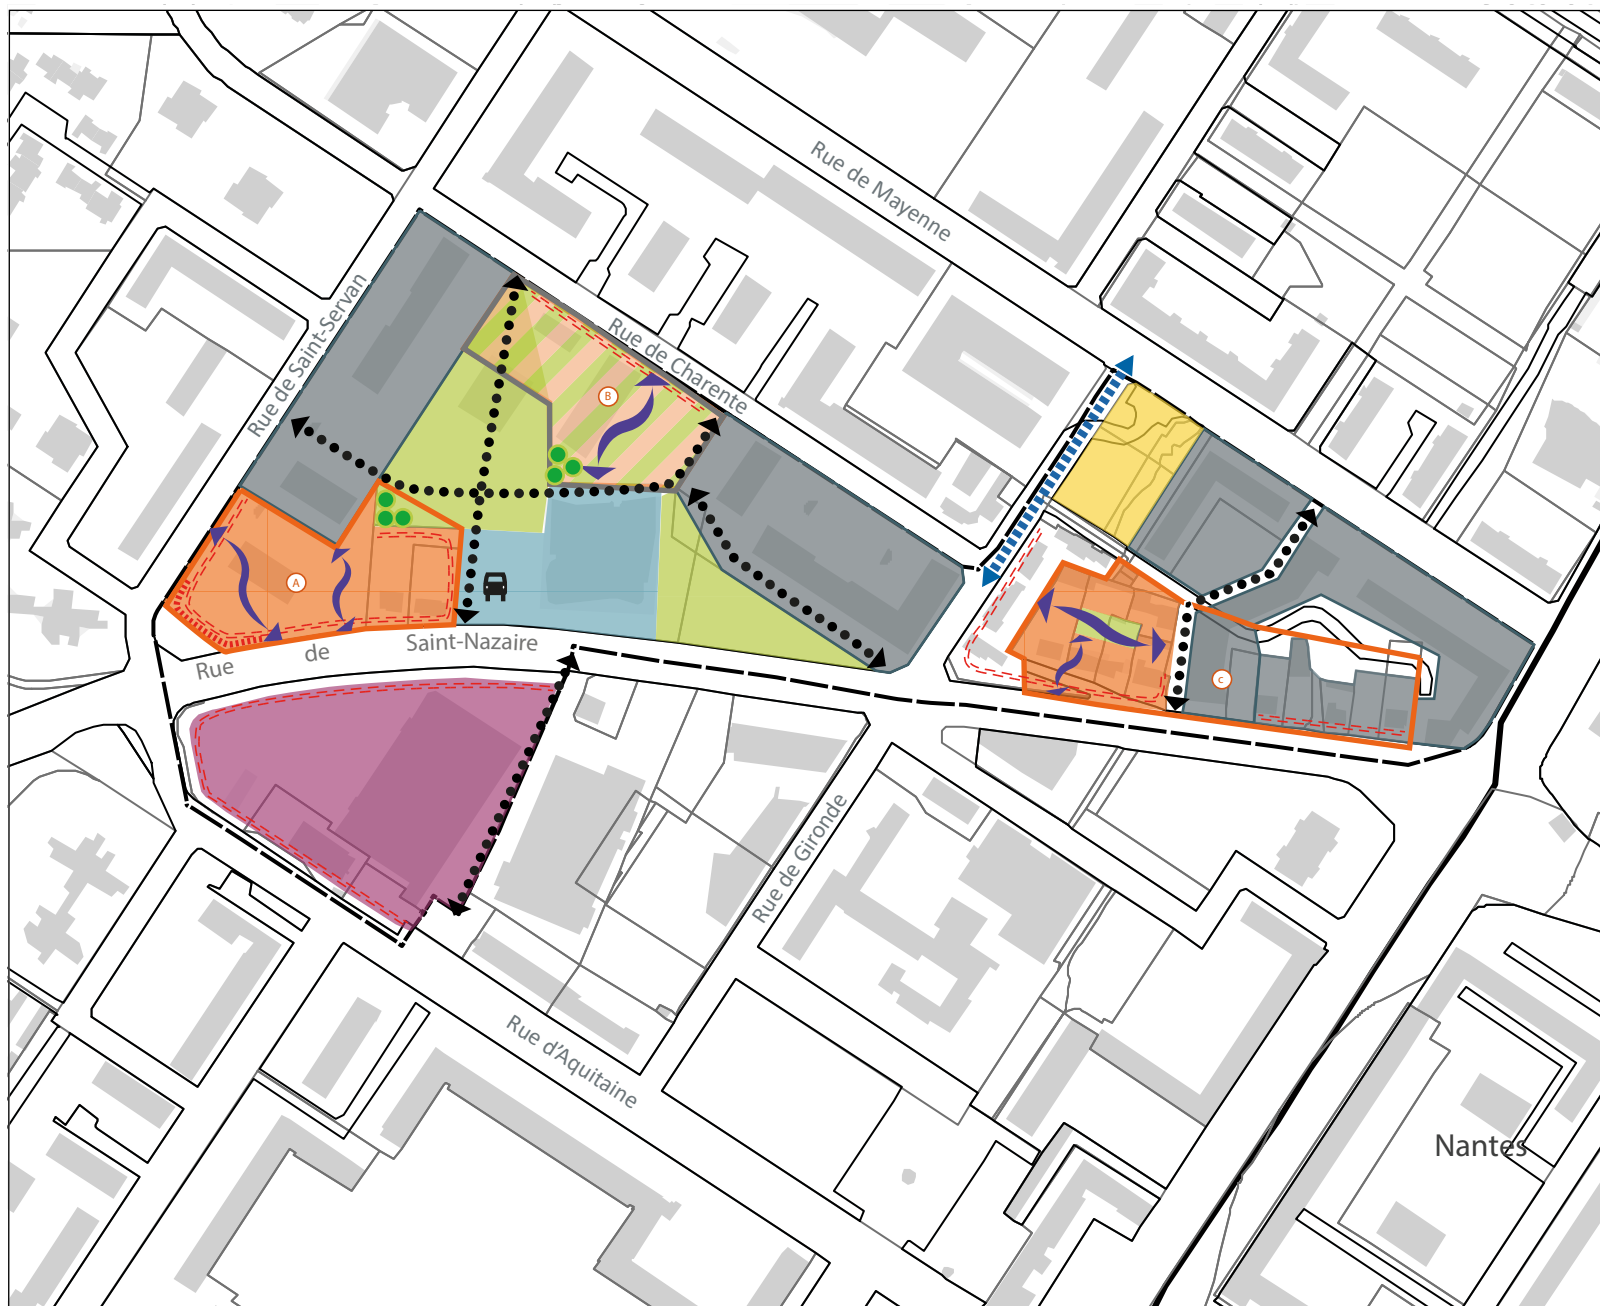 Rue de Mayenne
Rue de Saint-Servan
Rue de Charente
B
A
Rue de Saint-Nazaire
C
Rue de Gironde
Rue d'Aquitaine
Nantes